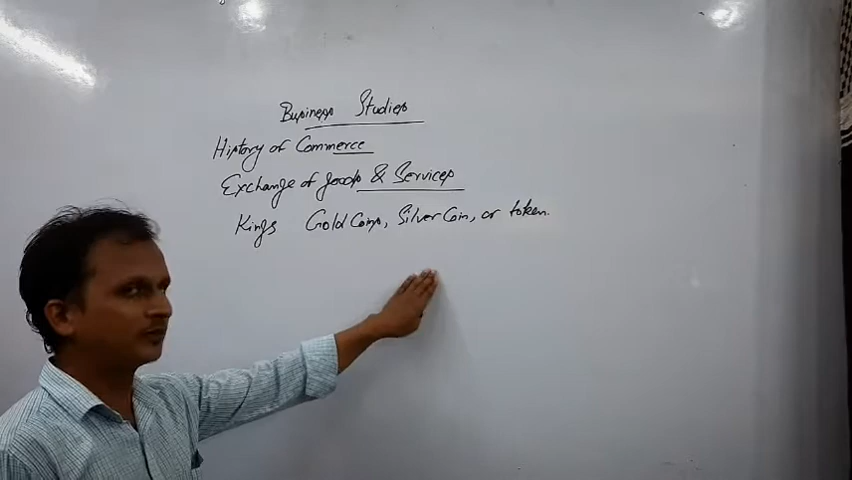 Business Studies
History of Commerce
Exchange of goods & Services
Kings Gold Coins, Silver Coin, or token.